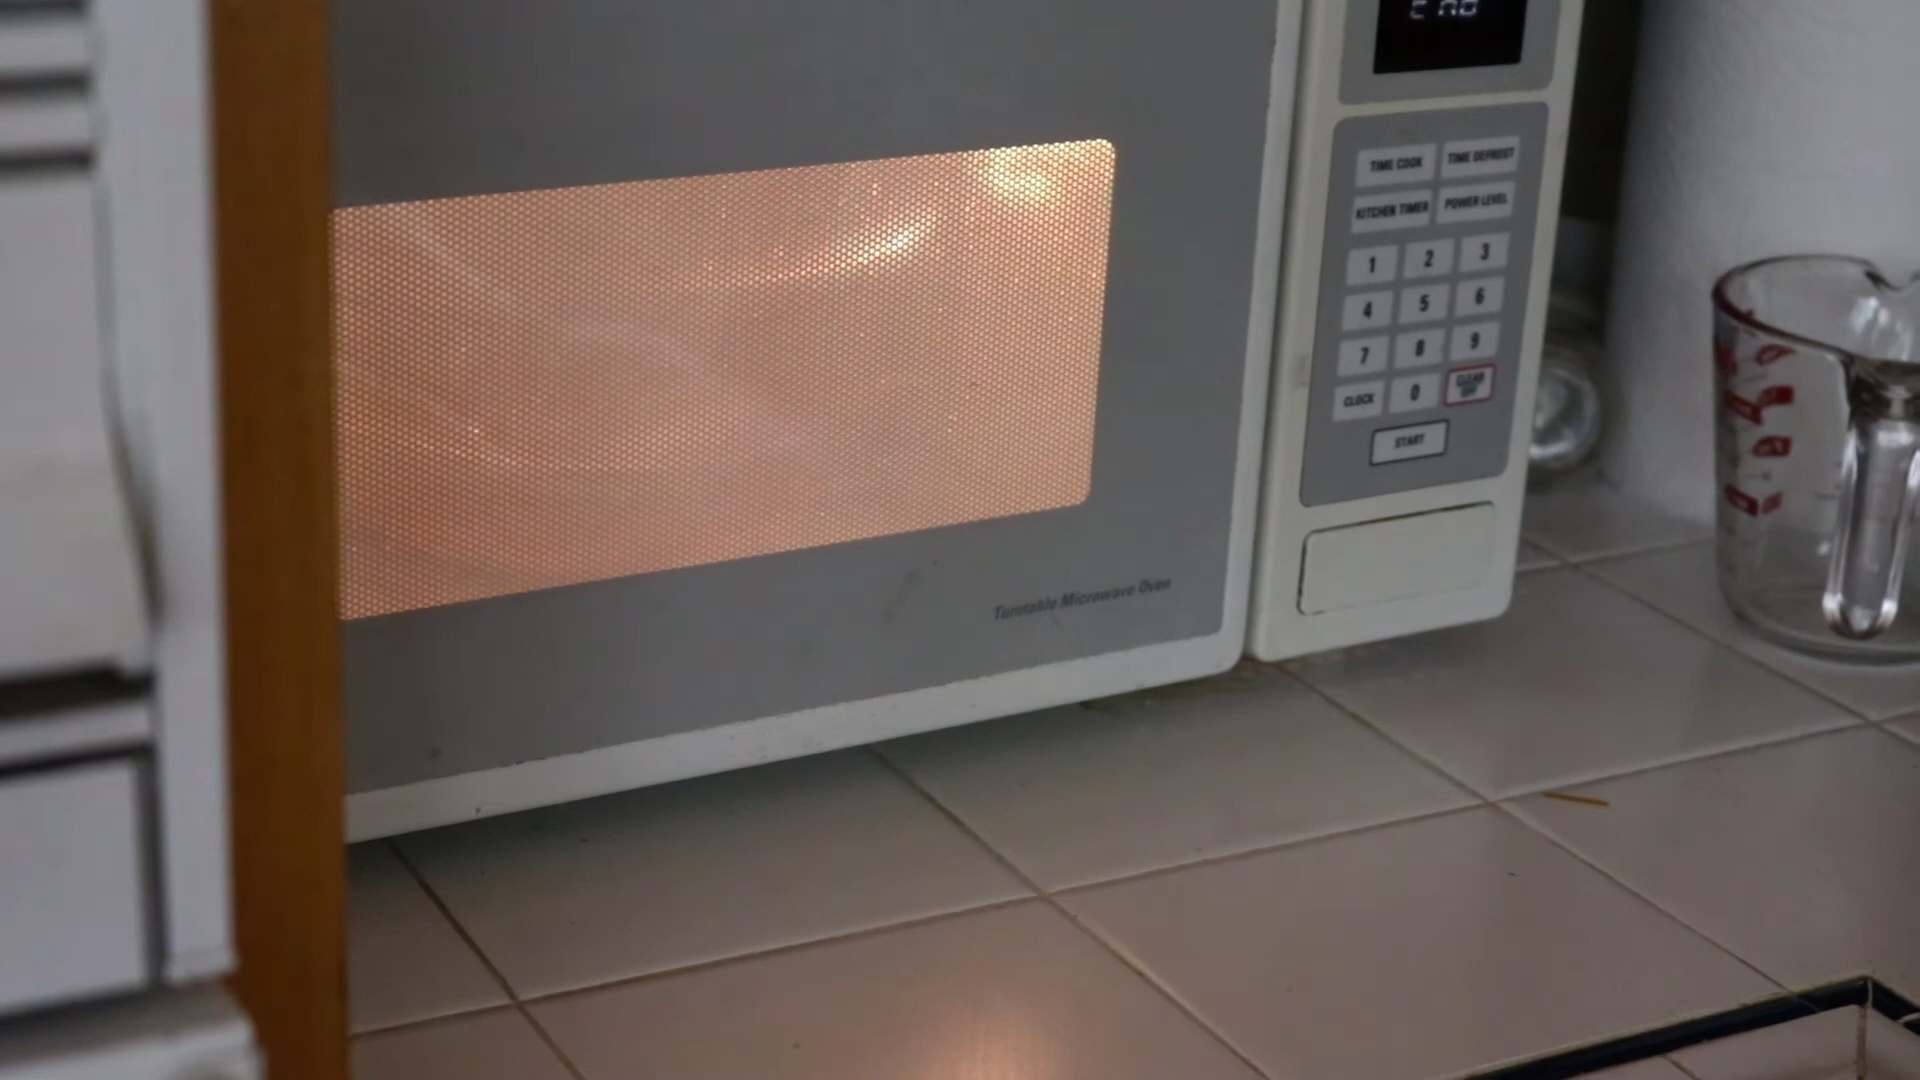 End
TIME COOK TIME DEFROST
KITCHEN TIMER POWER LEVEL
1 2 3
4 5 6
7 8 9
CLOCK 0 CLEAR
OFF
START
Turntable Microwave Oven